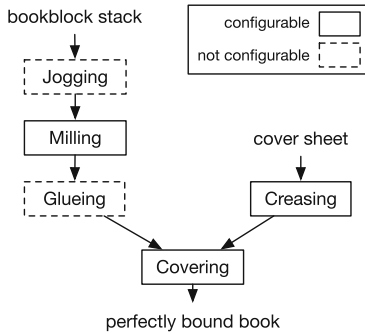 bookblock stack
configurable
not configurable
Jogging
Milling
cover sheet
Glueing
Creasing
Covering
perfectly bound book